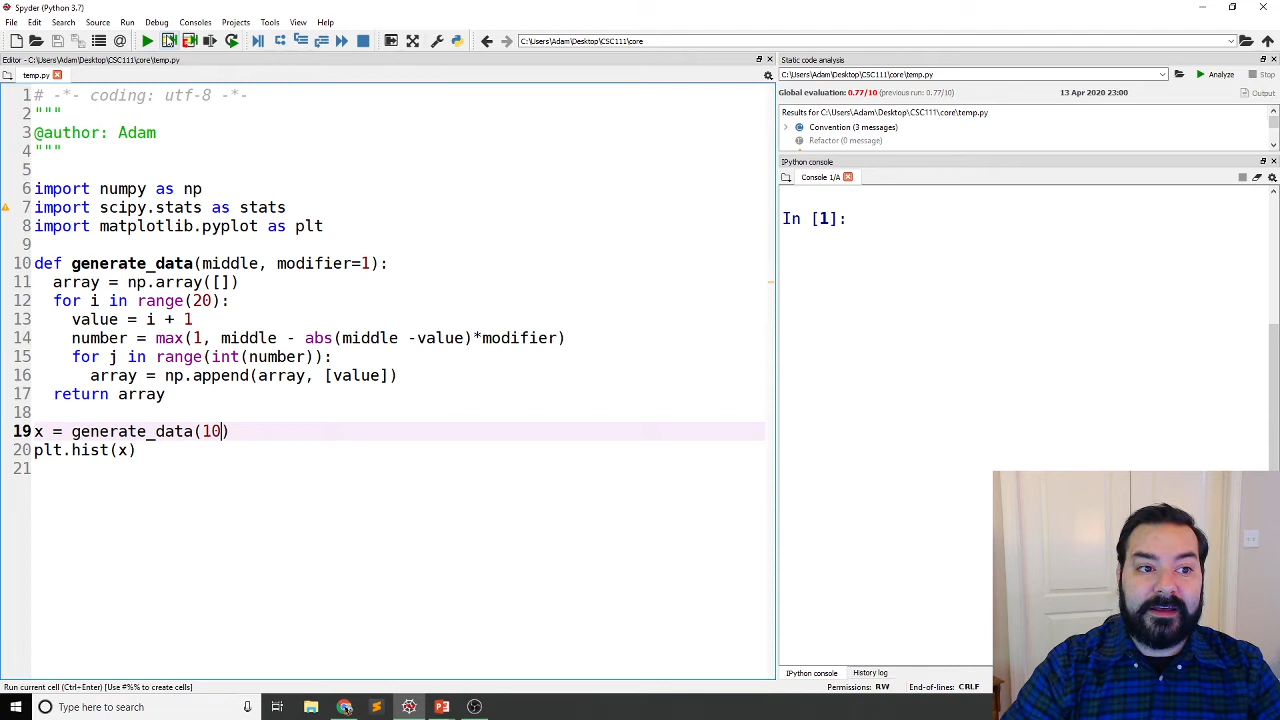 Spyder (Python 3.7)
File Edit Search Source Run Debug Consoles Projects Tools View Help
C:\Users\Adam\Desktop\CSC111\core
Editor - C:\Users\Adam\Desktop\CSC111\core\temp.py
temp.py
1 # -*- coding: utf-8 -*-
2 """
3 @author: Adam
4 """
5
6 import numpy as np
7 import scipy.stats as stats
8 import matplotlib.pyplot as plt
9
10 def generate_data(middle, modifier=1):
11 array = np.array([])
12 for i in range(20):
13 value = i + 1
14 number = max(1, middle - abs(middle -value)*modifier)
15 for j in range(int(number)):
16 array = np.append(array, [value])
17 return array
18
19 x = generate_data(10)
20 plt.hist(x)
21
Static code analysis
C:\Users\Adam\Desktop\CSC111\core\temp.py Analyze Stop
Global evaluation: 0.77/10 (previous run: 0.77/10) 13 Apr 2020 23:00 Output
Results for C:\Users\Adam\Desktop\CSC111\core\temp.py
Convention (3 messages)
Refactor (0 message)
IPython console
Console 1/A
In [1]:
IPython console History log
Run current cell (Ctrl+Enter) [Use #%% to create cells] Permissions: RW End-of-lines: CRLF
Type here to search